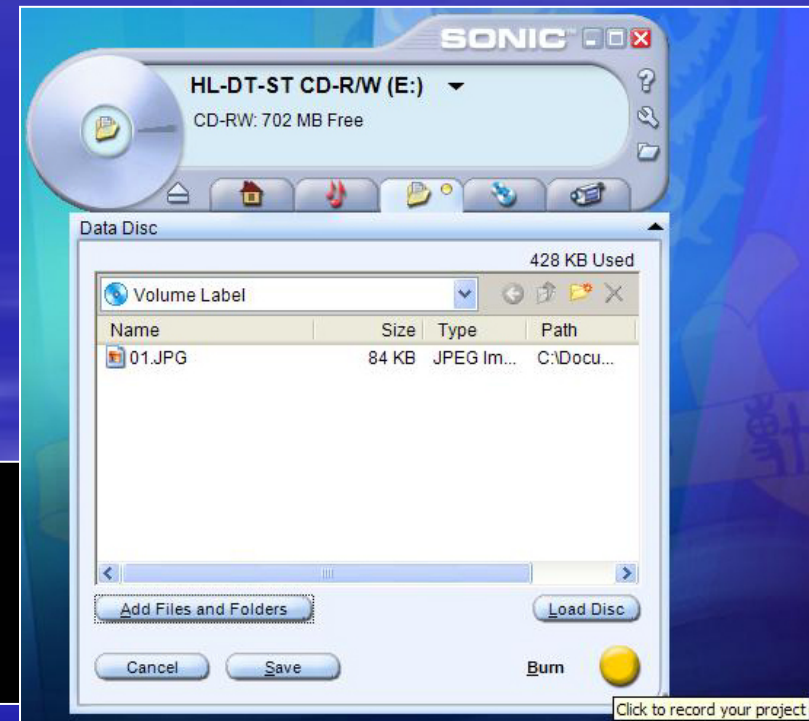 SONIC
HL-DT-ST CD-R/W (E:)
CD-RW: 702 MB Free
Data Disc
428 KB Used
Volume Label
Name Size Type Path
01.JPG 84 KB JPEG Im... C:\Docu...
Add Files and Folders Load Disc
Cancel Save Burn
Click to record your project